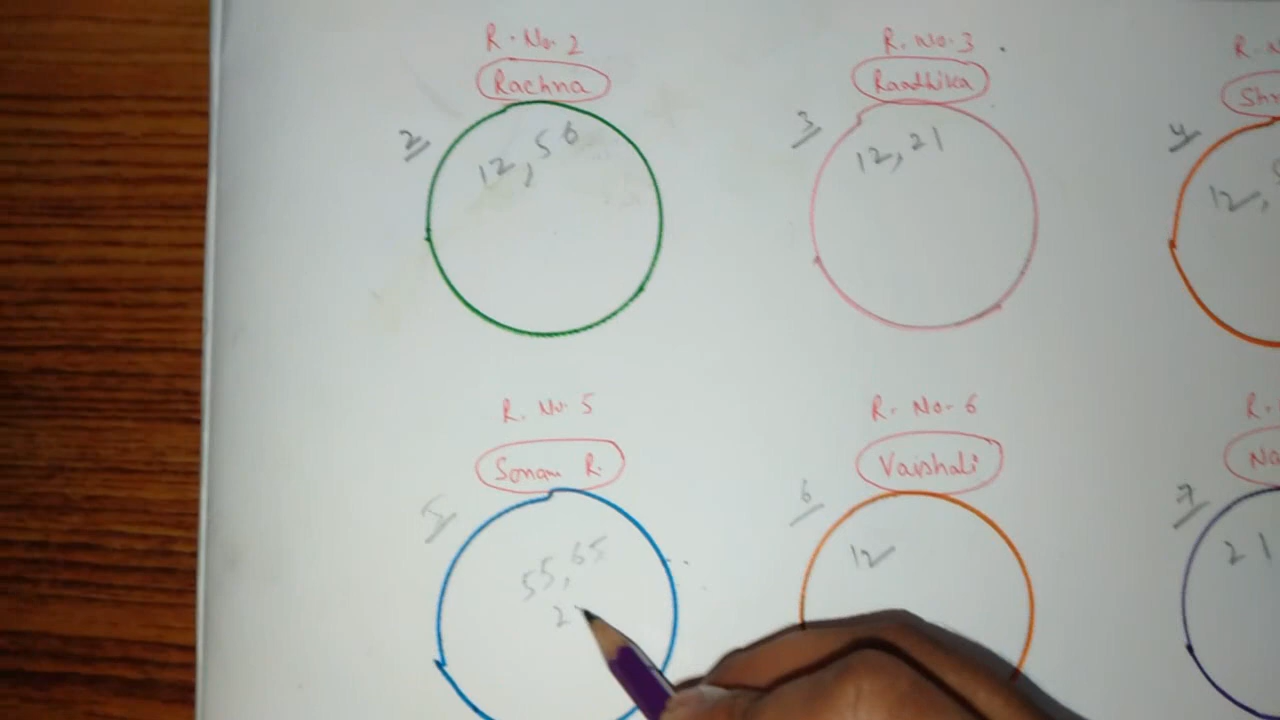 R. No. 2
Rachna
2
12, 56
R. No. 3
Raadhika
3
12, 21
4
12,
R. No. 5
Sonam R.
5
55, 65
2
R. No. 6
Vaishali
6
12
7
21